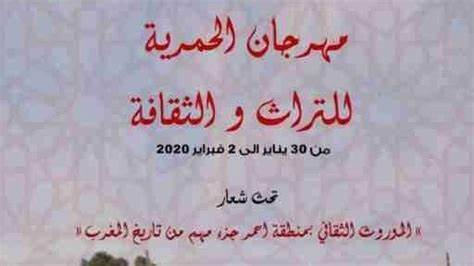 مهرجان الحمرية
للتراث و الثقافة
من 30 يناير الى 2 فبراير 2020
تحت شعار
" الموروث الثقافي بمنطقة احمر جزء مهم من تاريخ المغرب "